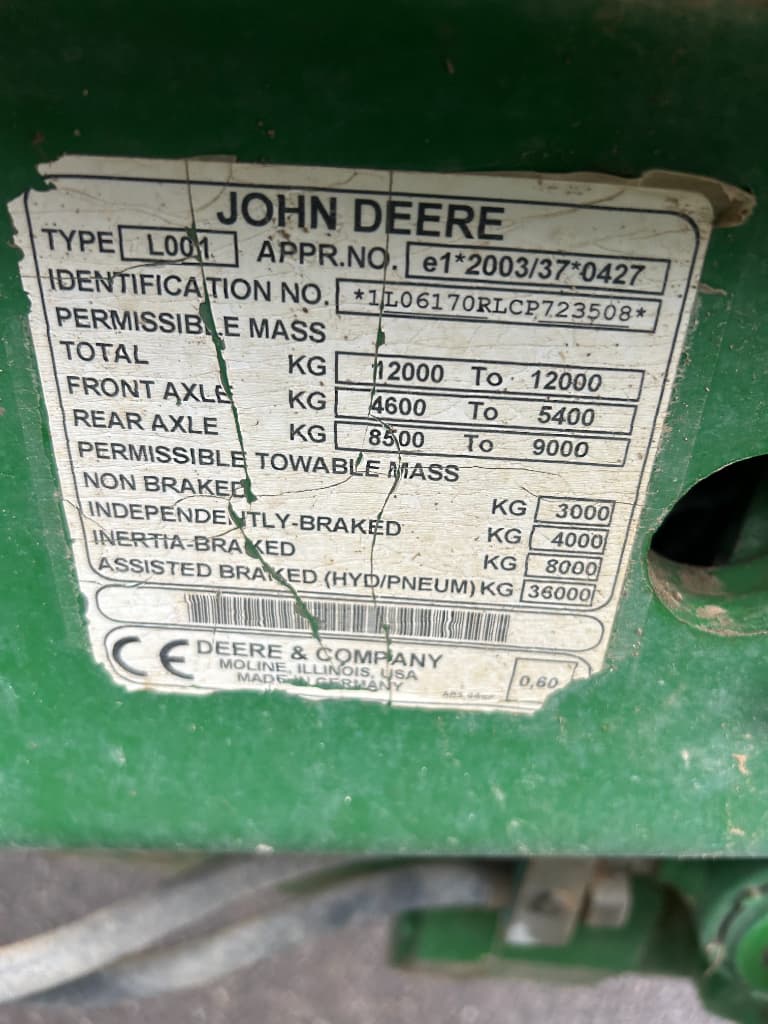 JOHN DEERE
TYPE L001 APPR.NO. e1*2003/37*0427
IDENTIFICATION NO. *1L06170RLCP723508*
PERMISSIBLE MASS
TOTAL KG 12000 To 12000
FRONT AXLE KG 4600 To 5400
REAR AXLE KG 8500 To 9000
PERMISSIBLE TOWABLE MASS
NON BRAKED KG 3000
INDEPENDENTLY-BRAKED KG 4000
INERTIA-BRAKED KG 8000
ASSISTED BRAKED (HYD/PNEUM) KG 36000
CE DEERE & COMPANY
MOLINE, ILLINOIS, USA
MADE IN GERMANY
0,60